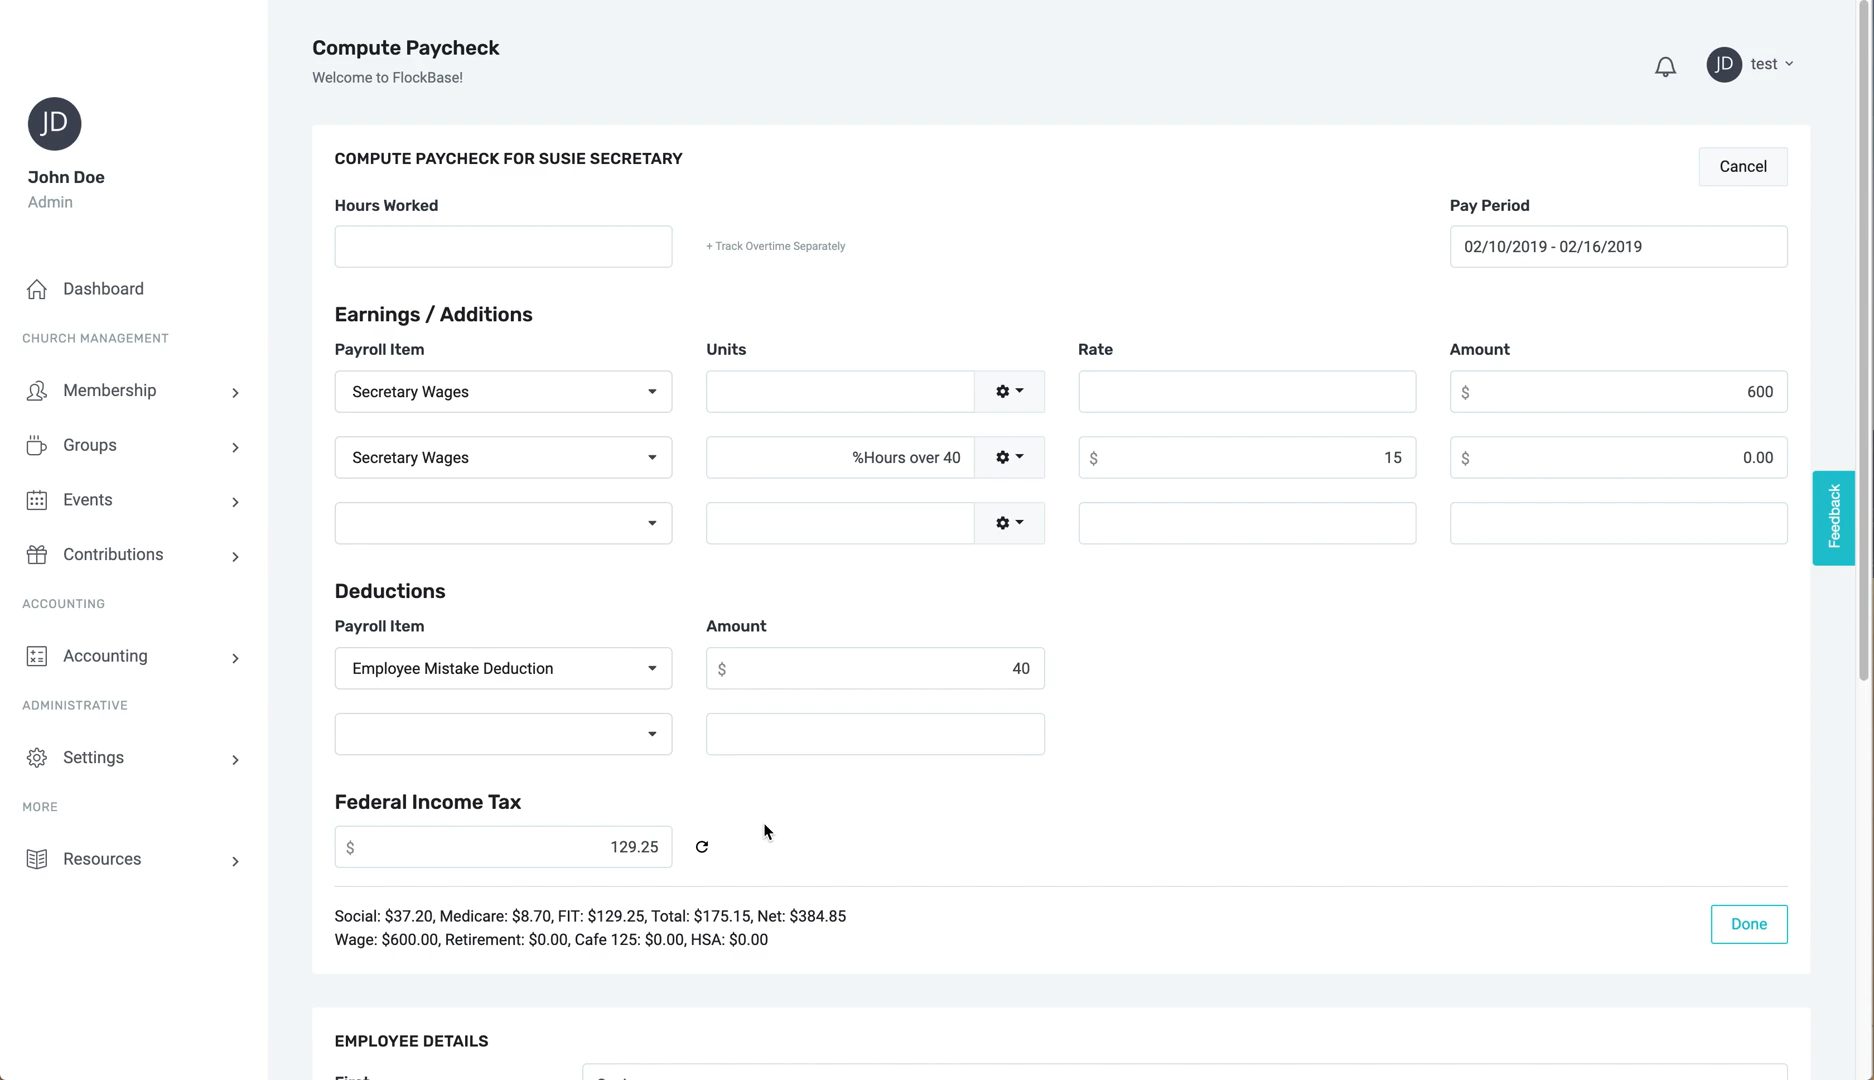 Compute Paycheck
Welcome to FlockBase!
JD
test
JD
John Doe
Admin
Dashboard
CHURCH MANAGEMENT
Membership
Groups
Events
Contributions
ACCOUNTING
Accounting
ADMINISTRATIVE
Settings
MORE
Resources
COMPUTE PAYCHECK FOR SUSIE SECRETARY
Cancel
Hours Worked
Pay Period
+ Track Overtime Separately
02/10/2019 - 02/16/2019
Earnings / Additions
Payroll Item Units Rate Amount
Secretary Wages $ 600
Secretary Wages %Hours over 40 $ 15 $ 0.00
Deductions
Payroll Item Amount
Employee Mistake Deduction $ 40
Federal Income Tax
$ 129.25
Social: $37.20, Medicare: $8.70, FIT: $129.25, Total: $175.15, Net: $384.85
Wage: $600.00, Retirement: $0.00, Cafe 125: $0.00, HSA: $0.00
Done
Feedback
EMPLOYEE DETAILS